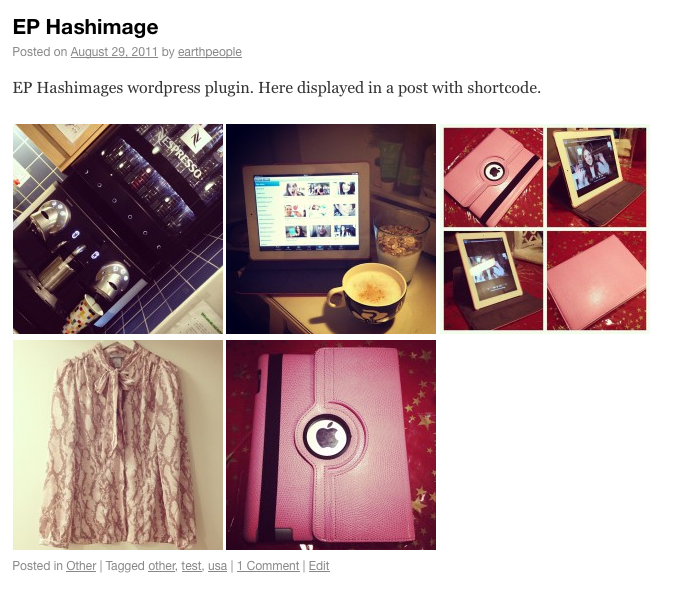 EP Hashimage
Posted on August 29, 2011 by earthpeople
EP Hashimages wordpress plugin. Here displayed in a post with shortcode.
NESPRESSO
Posted in Other | Tagged other, test, usa | 1 Comment | Edit